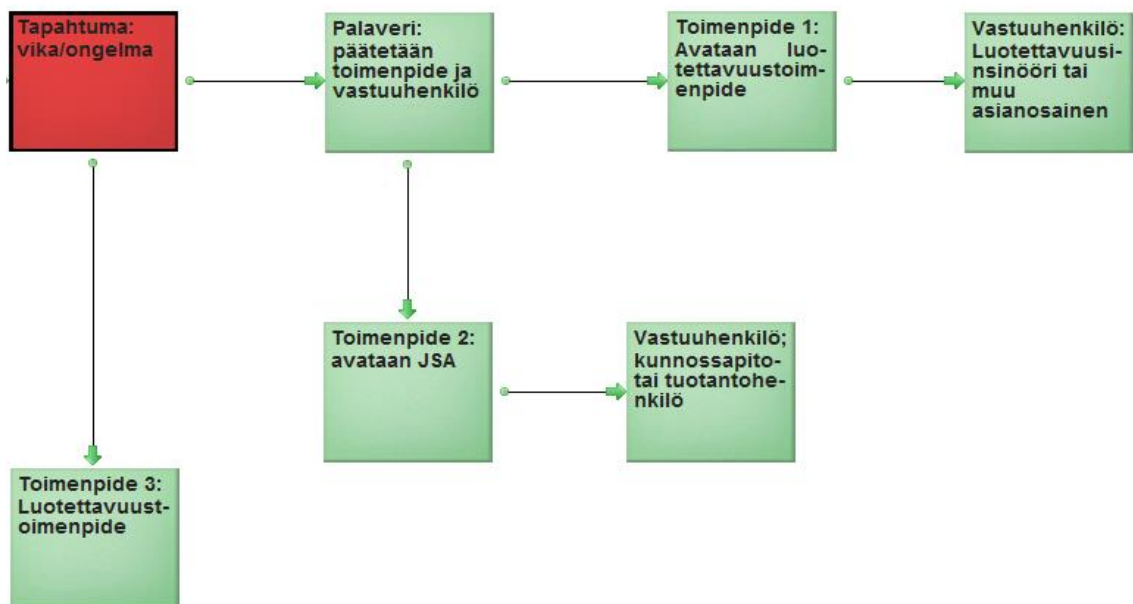 Tapahtuma:
vika/ongelma
Palaveri:
päätetään
toimenpide ja
vastuuhenkilö
Toimenpide 1:
Avataan luo-
tettavuustoim-
enpide
Vastuuhenkilö:
Luotettavuusi-
nsinööri tai
muu
asianosainen
Toimenpide 2:
avataan JSA
Vastuuhenkilö;
kunnossapito-
tai tuotantohe-
nkilö
Toimenpide 3:
Luotettavuust-
oimenpide